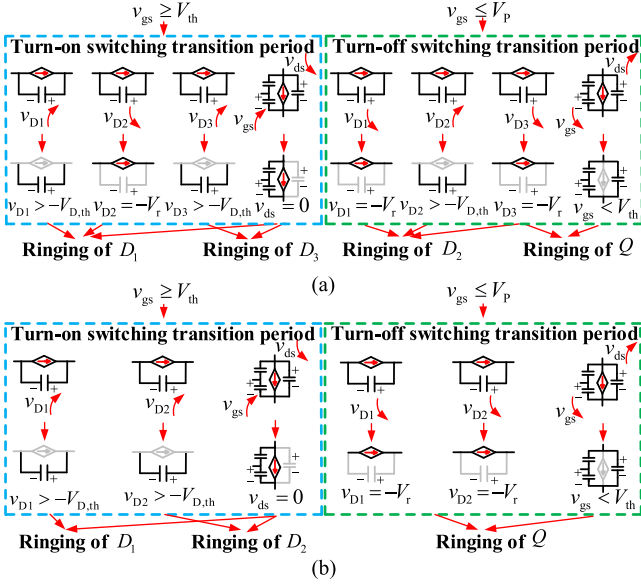 v_gs ≥ V_th
v_gs ≤ V_P
Turn-on switching transition period
Turn-off switching transition period
v_ds
v_ds
v_D1
v_D2
v_D3
v_gs
v_D1
v_D2
v_D3
v_gs
v_D1 > −V_D,th
v_D2 = −V_r
v_D3 > −V_D,th
v_ds = 0
v_D1 = −V_r
v_D2 > −V_D,th
v_D3 = −V_r
v_gs < V_th
Ringing of D_1
Ringing of D_3
Ringing of D_2
Ringing of Q
(a)
v_gs ≥ V_th
v_gs ≤ V_P
Turn-on switching transition period
Turn-off switching transition period
v_ds
v_ds
v_D1
v_D2
v_gs
v_D1
v_D2
v_gs
v_D1 > −V_D,th
v_D2 > −V_D,th
v_ds = 0
v_D1 = −V_r
v_D2 = −V_r
v_gs < V_th
Ringing of D_1
Ringing of D_2
Ringing of Q
(b)